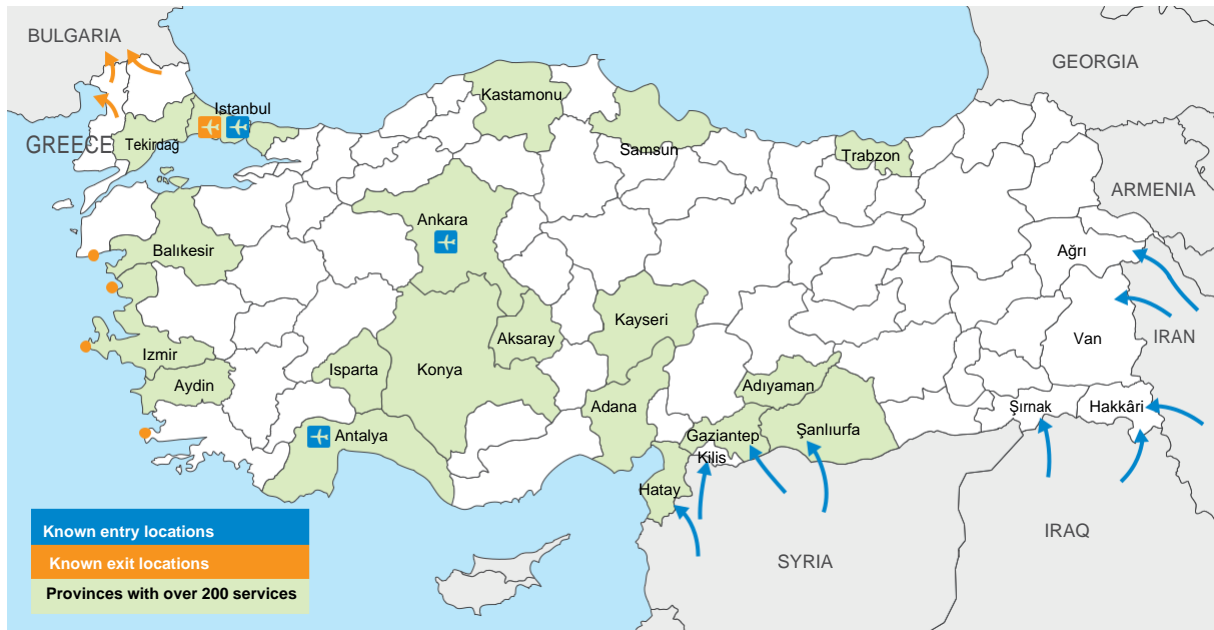 BULGARIA
GEORGIA
Kastamonu
Istanbul
GREECE
Tekirdağ
Samsun
Trabzon
ARMENIA
Ankara
Balıkesir
Ağrı
Kayseri
Aksaray
Van
IRAN
Izmir
Isparta
Konya
Aydin
Adıyaman
Adana
Şırnak
Hakkâri
Antalya
Gaziantep
Şanlıurfa
Kilis
Hatay
IRAQ
SYRIA
Known entry locations
Known exit locations
Provinces with over 200 services